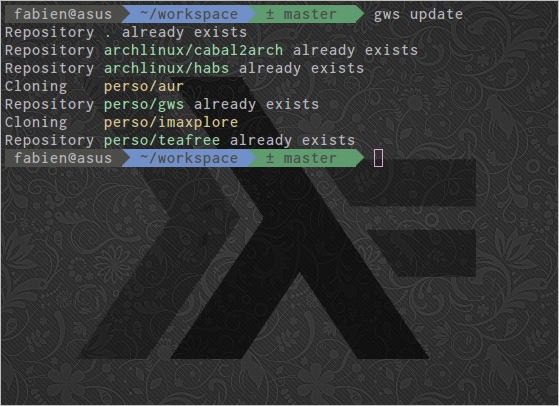 fabien@asus ~/workspace ± master gws update
Repository . already exists
Repository archlinux/cabal2arch already exists
Repository archlinux/habs already exists
Cloning perso/aur
Repository perso/gws already exists
Cloning perso/imaxplore
Repository perso/teafree already exists
fabien@asus ~/workspace ± master